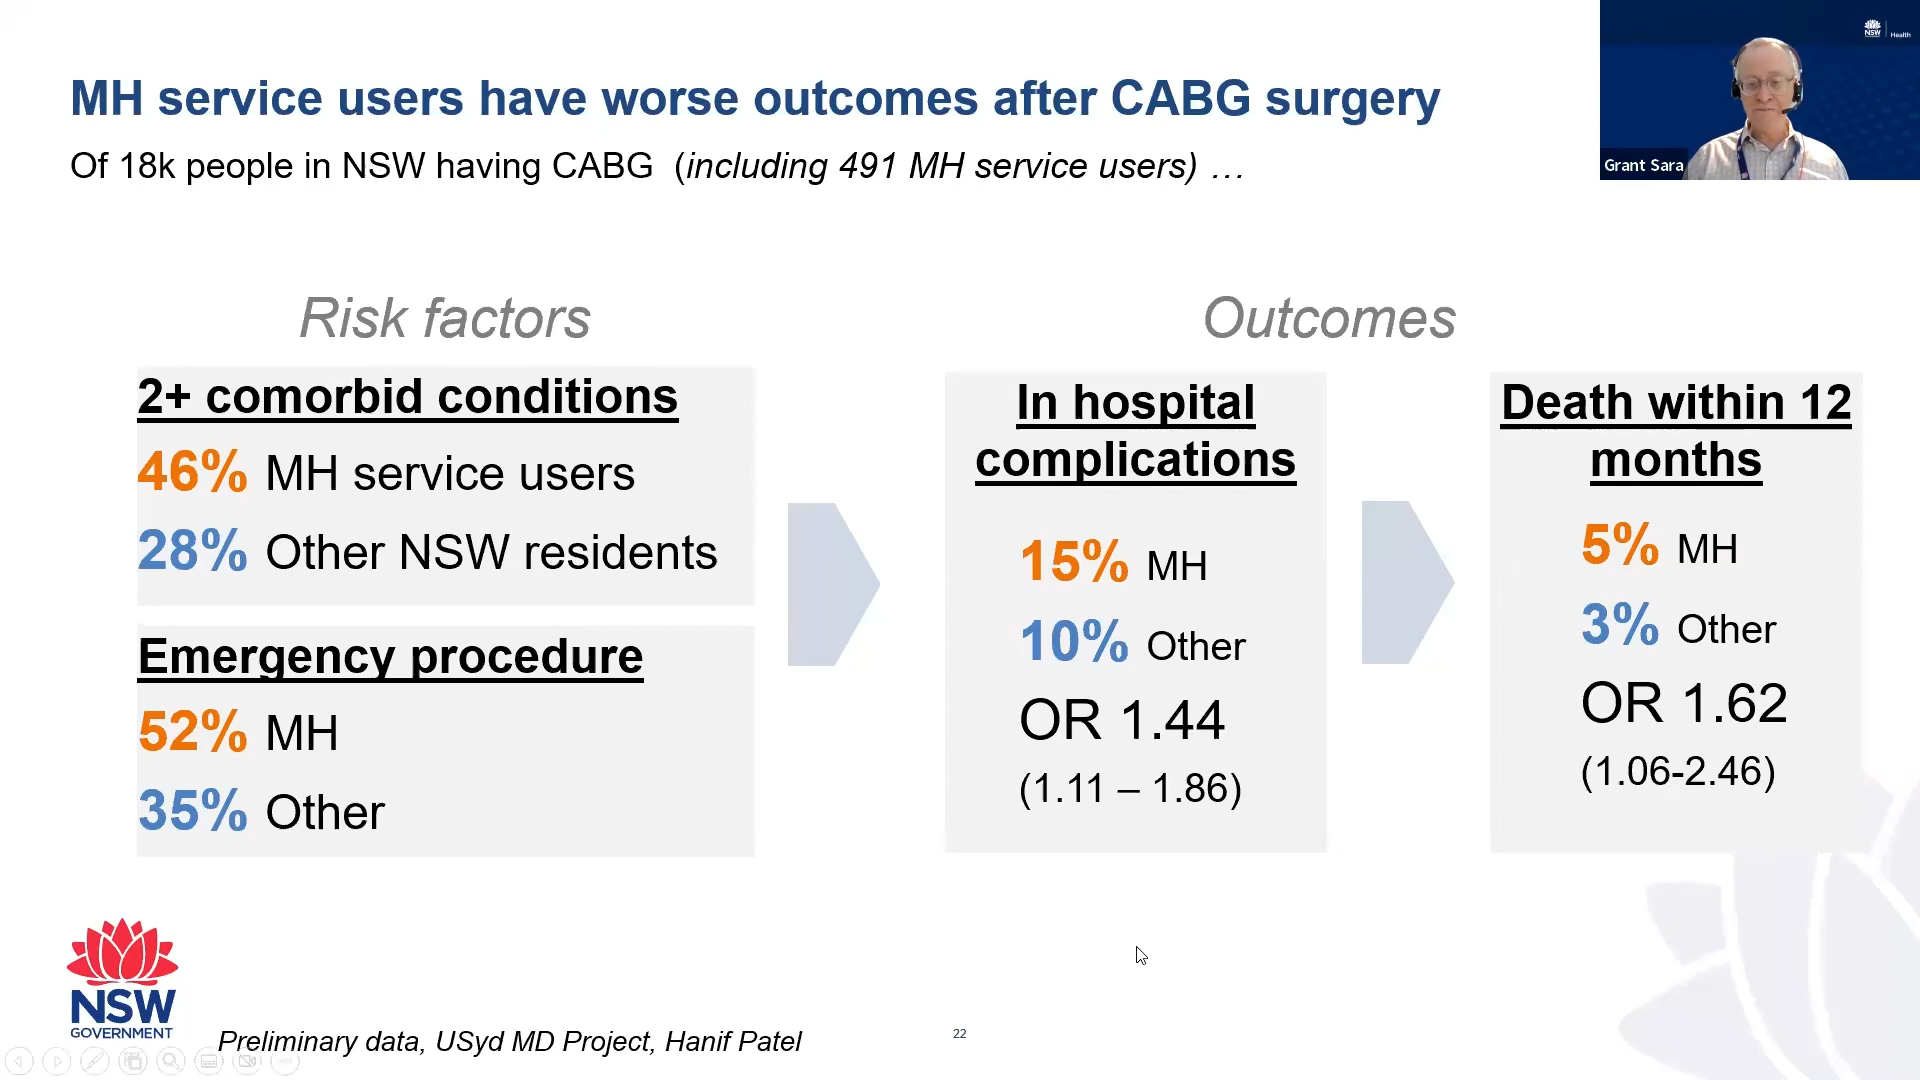 MH service users have worse outcomes after CABG surgery
Of 18k people in NSW having CABG (including 491 MH service users) …
NSW
Health
Grant Sara
Risk factors
2+ comorbid conditions
46% MH service users
28% Other NSW residents
Emergency procedure
52% MH
35% Other
Outcomes
In hospital
complications
15% MH
10% Other
OR 1.44
(1.11 – 1.86)
Death within 12
months
5% MH
3% Other
OR 1.62
(1.06-2.46)
NSW
GOVERNMENT
Preliminary data, USyd MD Project, Hanif Patel
22